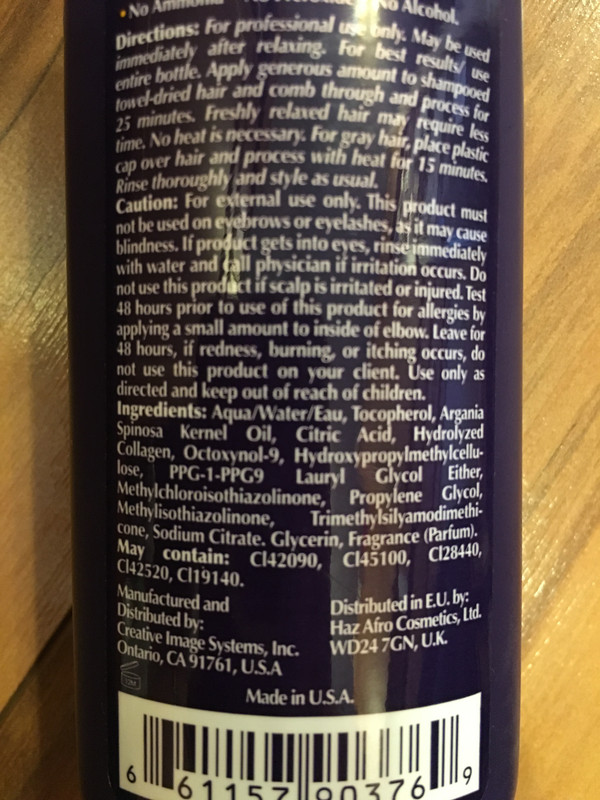 • No Ammonia No Alcohol.
Directions: For professional use only. May be used
immediately after relaxing. For best results/ use
entire bottle. Apply generous amount to shampooed
towel-dried hair and comb through and process for
25 minutes. Freshly relaxed hair may require less
time. No heat is necessary. For gray hair, place plastic
cap over hair and process with heat for 15 minutes.
Rinse thoroughly and style as usual.
Caution: For external use only. This product must
not be used on eyebrows or eyelashes, as it may cause
blindness. If product gets into eyes, rinse immediately
with water and call physician if irritation occurs. Do
not use this product if scalp is irritated or injured. Test
48 hours prior to use of this product for allergies by
applying a small amount to inside of elbow. Leave for
48 hours, if redness, burning, or itching occurs, do
not use this product on your client. Use only as
directed and keep out of reach of children.
Ingredients: Aqua/Water/Eau, Tocopherol, Argania
Spinosa Kernel Oil, Citric Acid, Hydrolyzed
Collagen, Octoxynol-9, Hydroxypropylmethylcellu-
lose, PPG-1-PPG9 Lauryl Glycol Either,
Methylchloroisothiazolinone, Propylene Glycol,
Methylisothiazolinone, Trimethylsilyamodimethi-
cone, Sodium Citrate. Glycerin, Fragrance (Parfum).
May contain: Cl42090, Cl45100, Cl28440,
Cl42520, Cl19140.
Manufactured and
Distributed by:
Creative Image Systems, Inc.
Ontario, CA 91761, U.S.A
Distributed in E.U. by:
Haz Afro Cosmetics, Ltd.
WD24 7GN, U.K.
12M
Made in U.S.A.
6 61157 90376 9